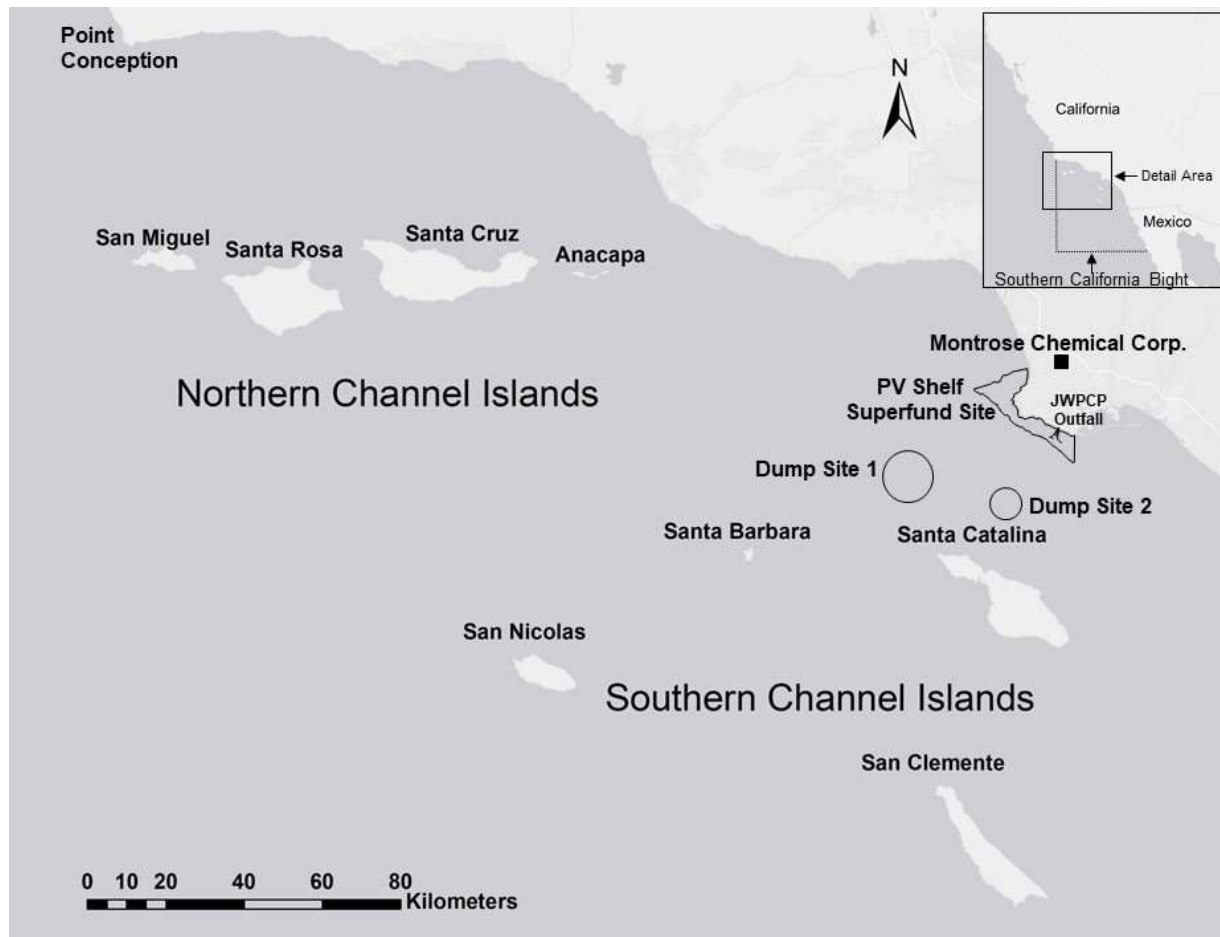 Point
Conception
N
California
Detail Area
Mexico
Southern California Bight
San Miguel
Santa Rosa
Santa Cruz
Anacapa
Montrose Chemical Corp.
Northern Channel Islands
PV Shelf
Superfund Site
JWPCP
Outfall
Dump Site 1
Dump Site 2
Santa Barbara
Santa Catalina
San Nicolas
Southern Channel Islands
San Clemente
0 10 20 40 60 80
Kilometers